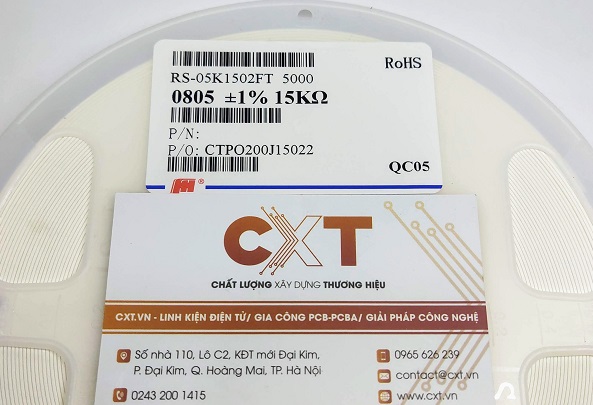 RoHS
RS-05K1502FT 5000
0805 ±1% 15KΩ
P/N:
P/O: CTPO200J15022
QC05
CXT
CHẤT LƯỢNG XÂY DỰNG THƯƠNG HIỆU
CXT.VN - LINH KIỆN ĐIỆN TỬ/ GIA CÔNG PCB-PCBA/ GIẢI PHÁP CÔNG NGHỆ
Số nhà 110, Lô C2, KĐT mới Đại Kim,
P. Đại Kim, Q. Hoàng Mai, TP. Hà Nội
0243 200 1415
0965 626 239
contact@cxt.vn
www.cxt.vn